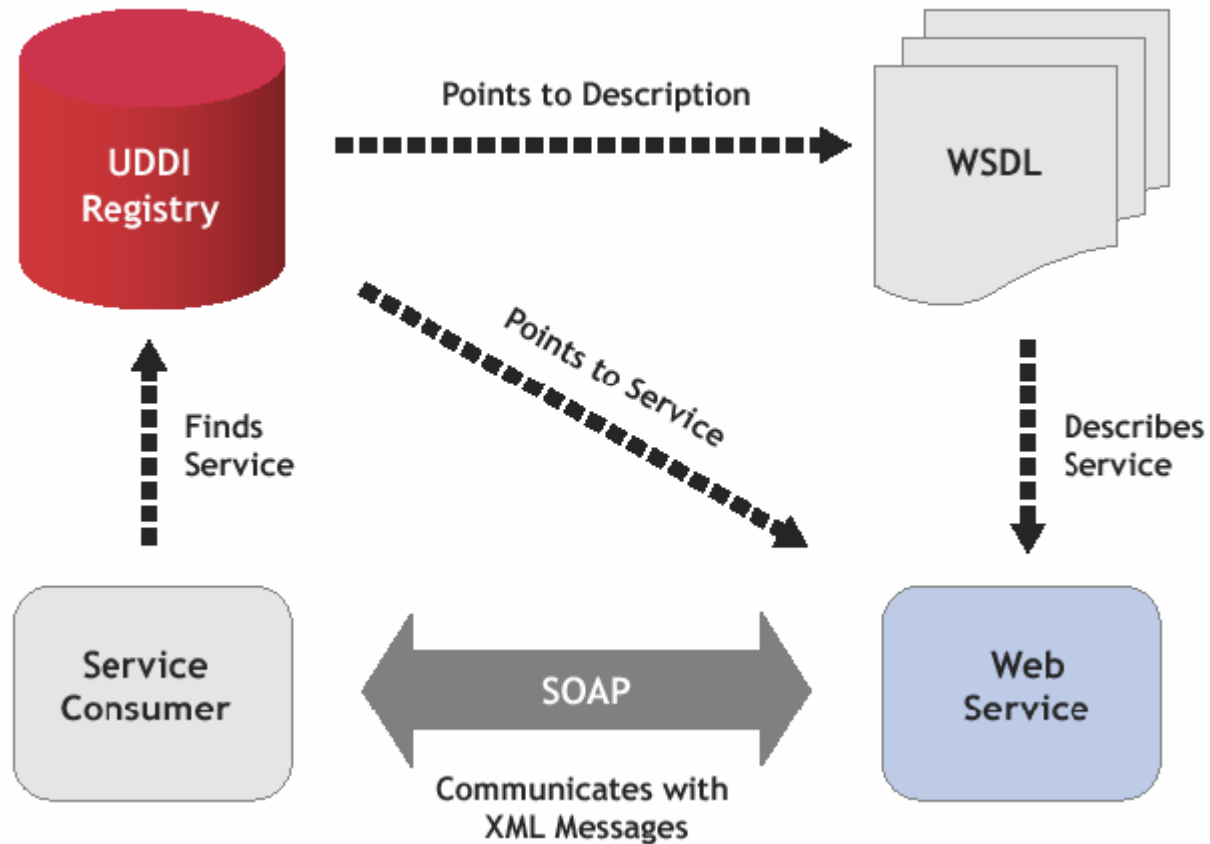 Points to Description
UDDI
Registry
WSDL
Points to Service
Finds
Service
Describes
Service
Service
Consumer
SOAP
Web
Service
Communicates with
XML Messages